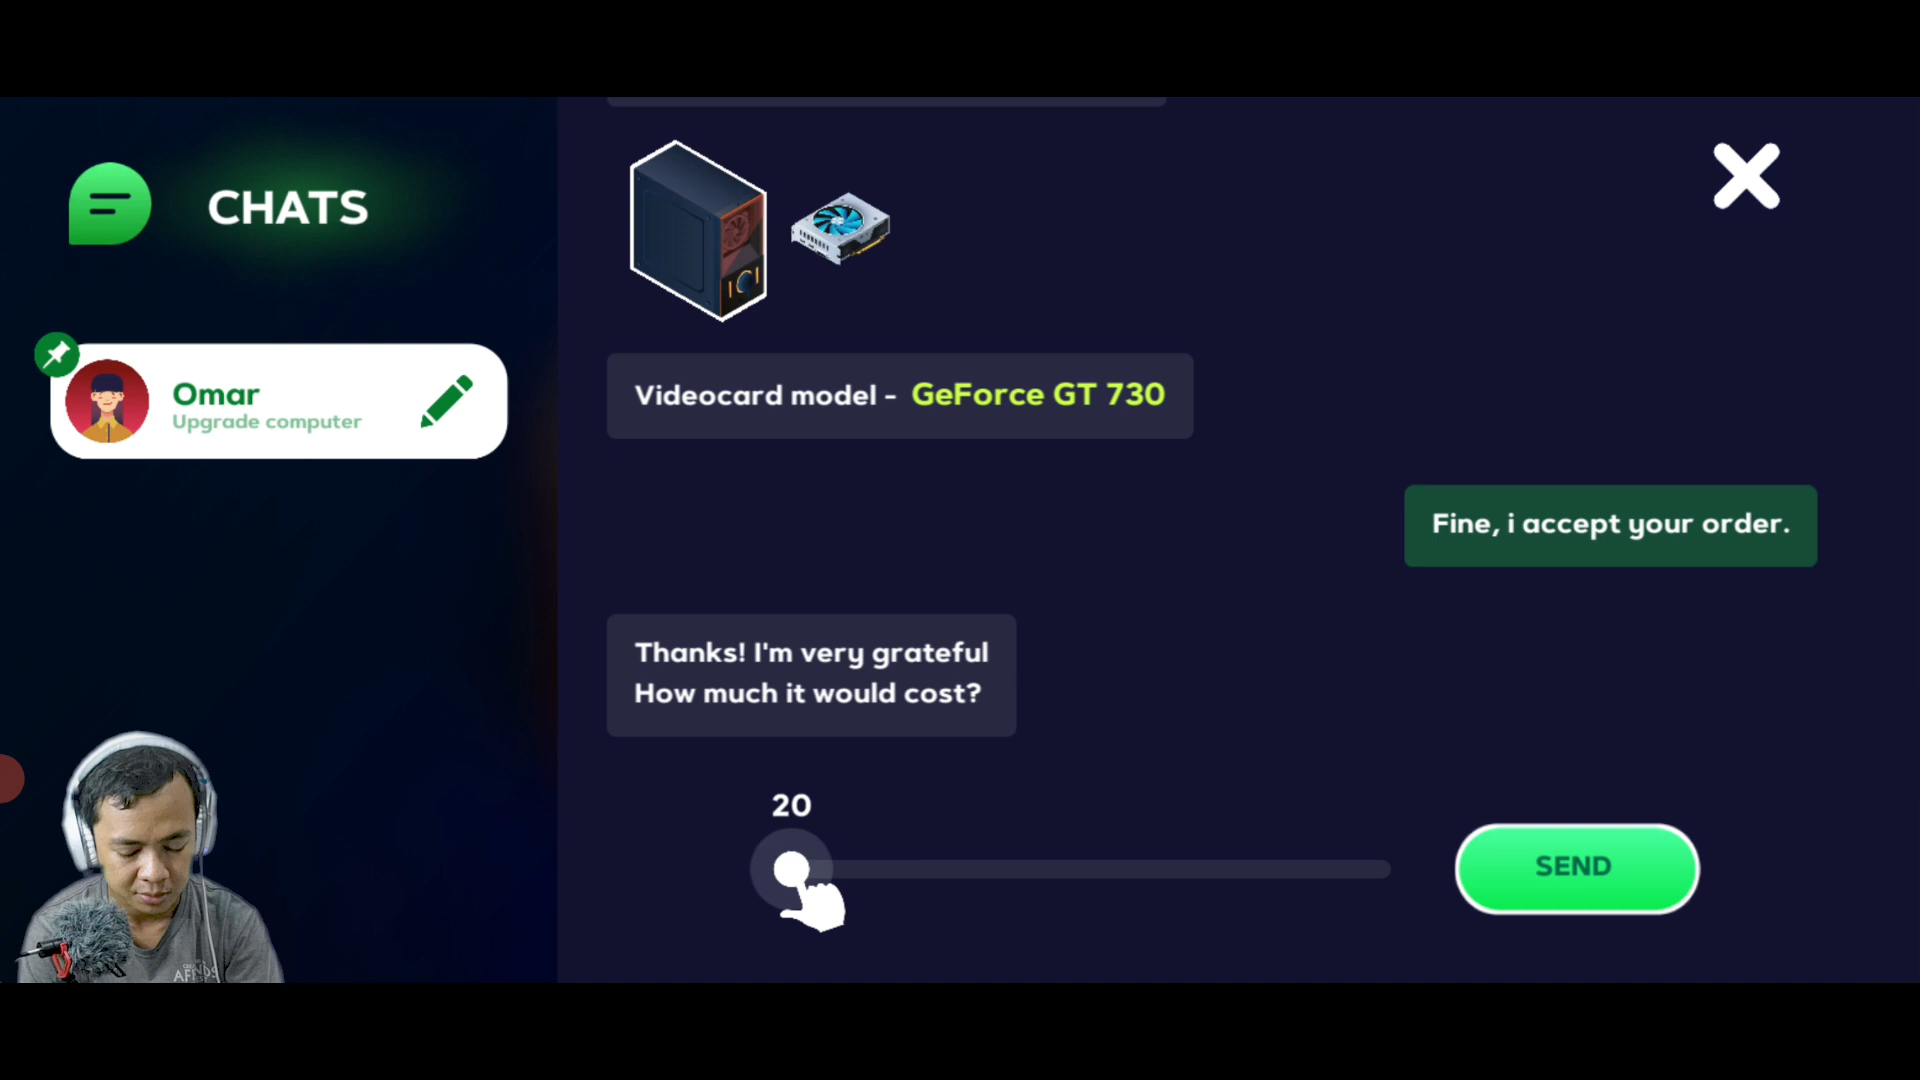 CHATS
Omar
Upgrade computer
Videocard model - GeForce GT 730
Fine, i accept your order.
Thanks! I'm very grateful
How much it would cost?
20
SEND